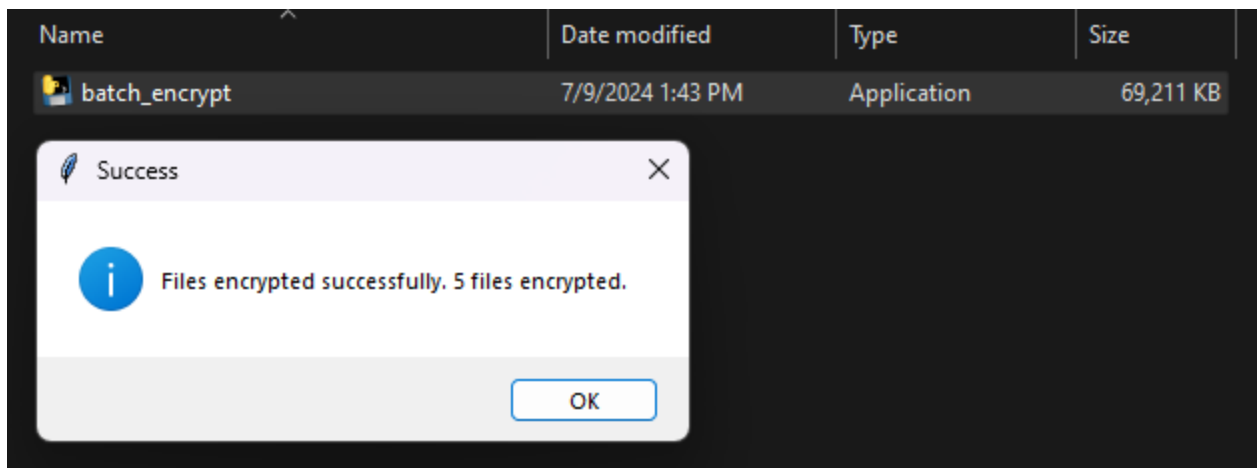 Name Date modified Type Size
batch_encrypt 7/9/2024 1:43 PM Application 69,211 KB
Success
Files encrypted successfully. 5 files encrypted.
OK